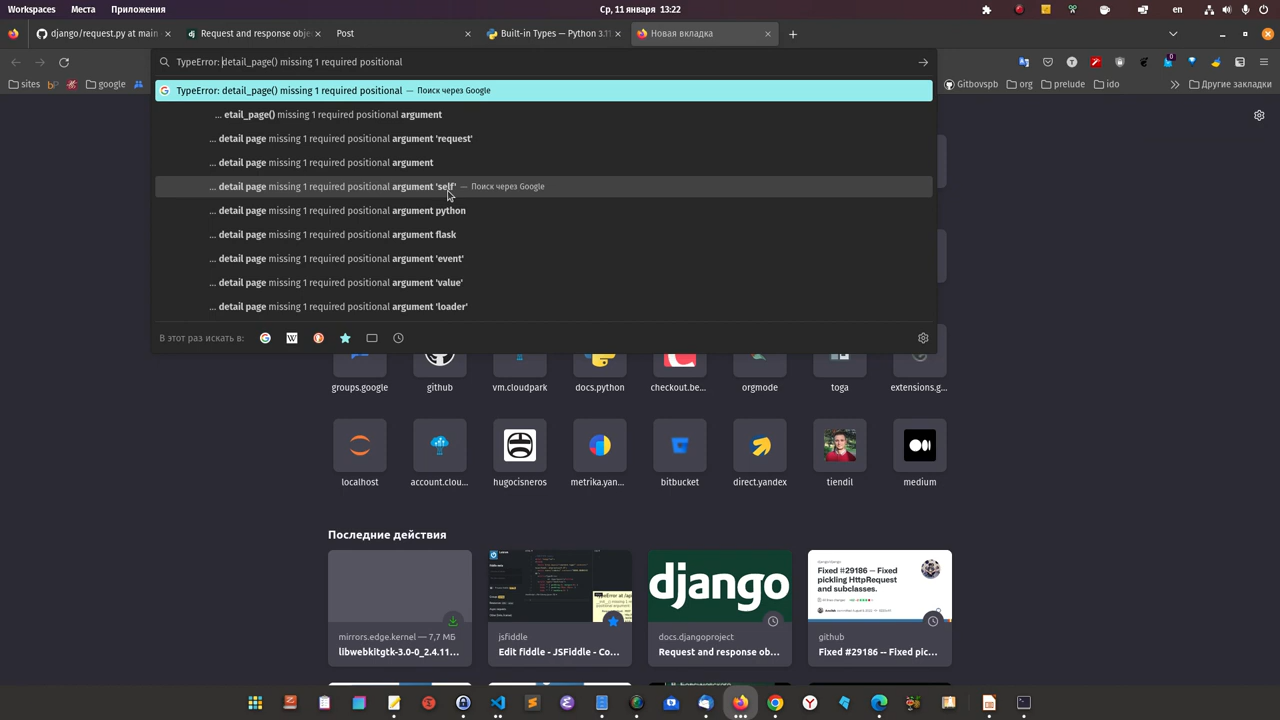 Workspaces Места Приложения Ср, 11 января 13:22 en
django/request.py at main Request and response obje Post Built-in Types — Python 3.11 Новая вкладка
TypeError: detail_page() missing 1 required positional
sites google Gitbovspb org prelude ido Другие закладки
TypeError: detail_page() missing 1 required positional — Поиск через Google
... etail_page() missing 1 required positional argument
... detail page missing 1 required positional argument 'request'
... detail page missing 1 required positional argument
... detail page missing 1 required positional argument 'self' — Поиск через Google
... detail page missing 1 required positional argument python
... detail page missing 1 required positional argument flask
... detail page missing 1 required positional argument 'event'
... detail page missing 1 required positional argument 'value'
... detail page missing 1 required positional argument 'loader'
В этот раз искать в:
groups.google github vm.cloudpark docs.python checkout.be... orgmode toga extensions.g...
localhost account.clou... hugocisneros metrika.yan... bitbucket direct.yandex tiendil medium
Последние действия
django
Fixed #29186 — Fixed
pickling HttpRequest
and subclasses.
mirrors.edge.kernel — 7,7 МБ jsfiddle docs.djangoproject github
libwebkitgtk-3.0-0_2.4.11... Edit fiddle - JSFiddle - Co... Request and response ob... Fixed #29186 -- Fixed pic...